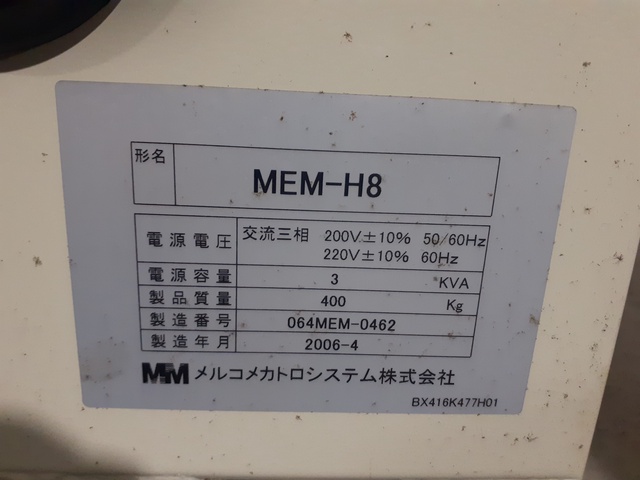 形名 MEM-H8
電源電圧 交流三相 200V±10% 50/60Hz
220V±10% 60Hz
電源容量 3 KVA
製品質量 400 Kg
製造番号 064MEM-0462
製造年月 2006-4
MM メルコメカトロシステム株式会社
BX416K477H01